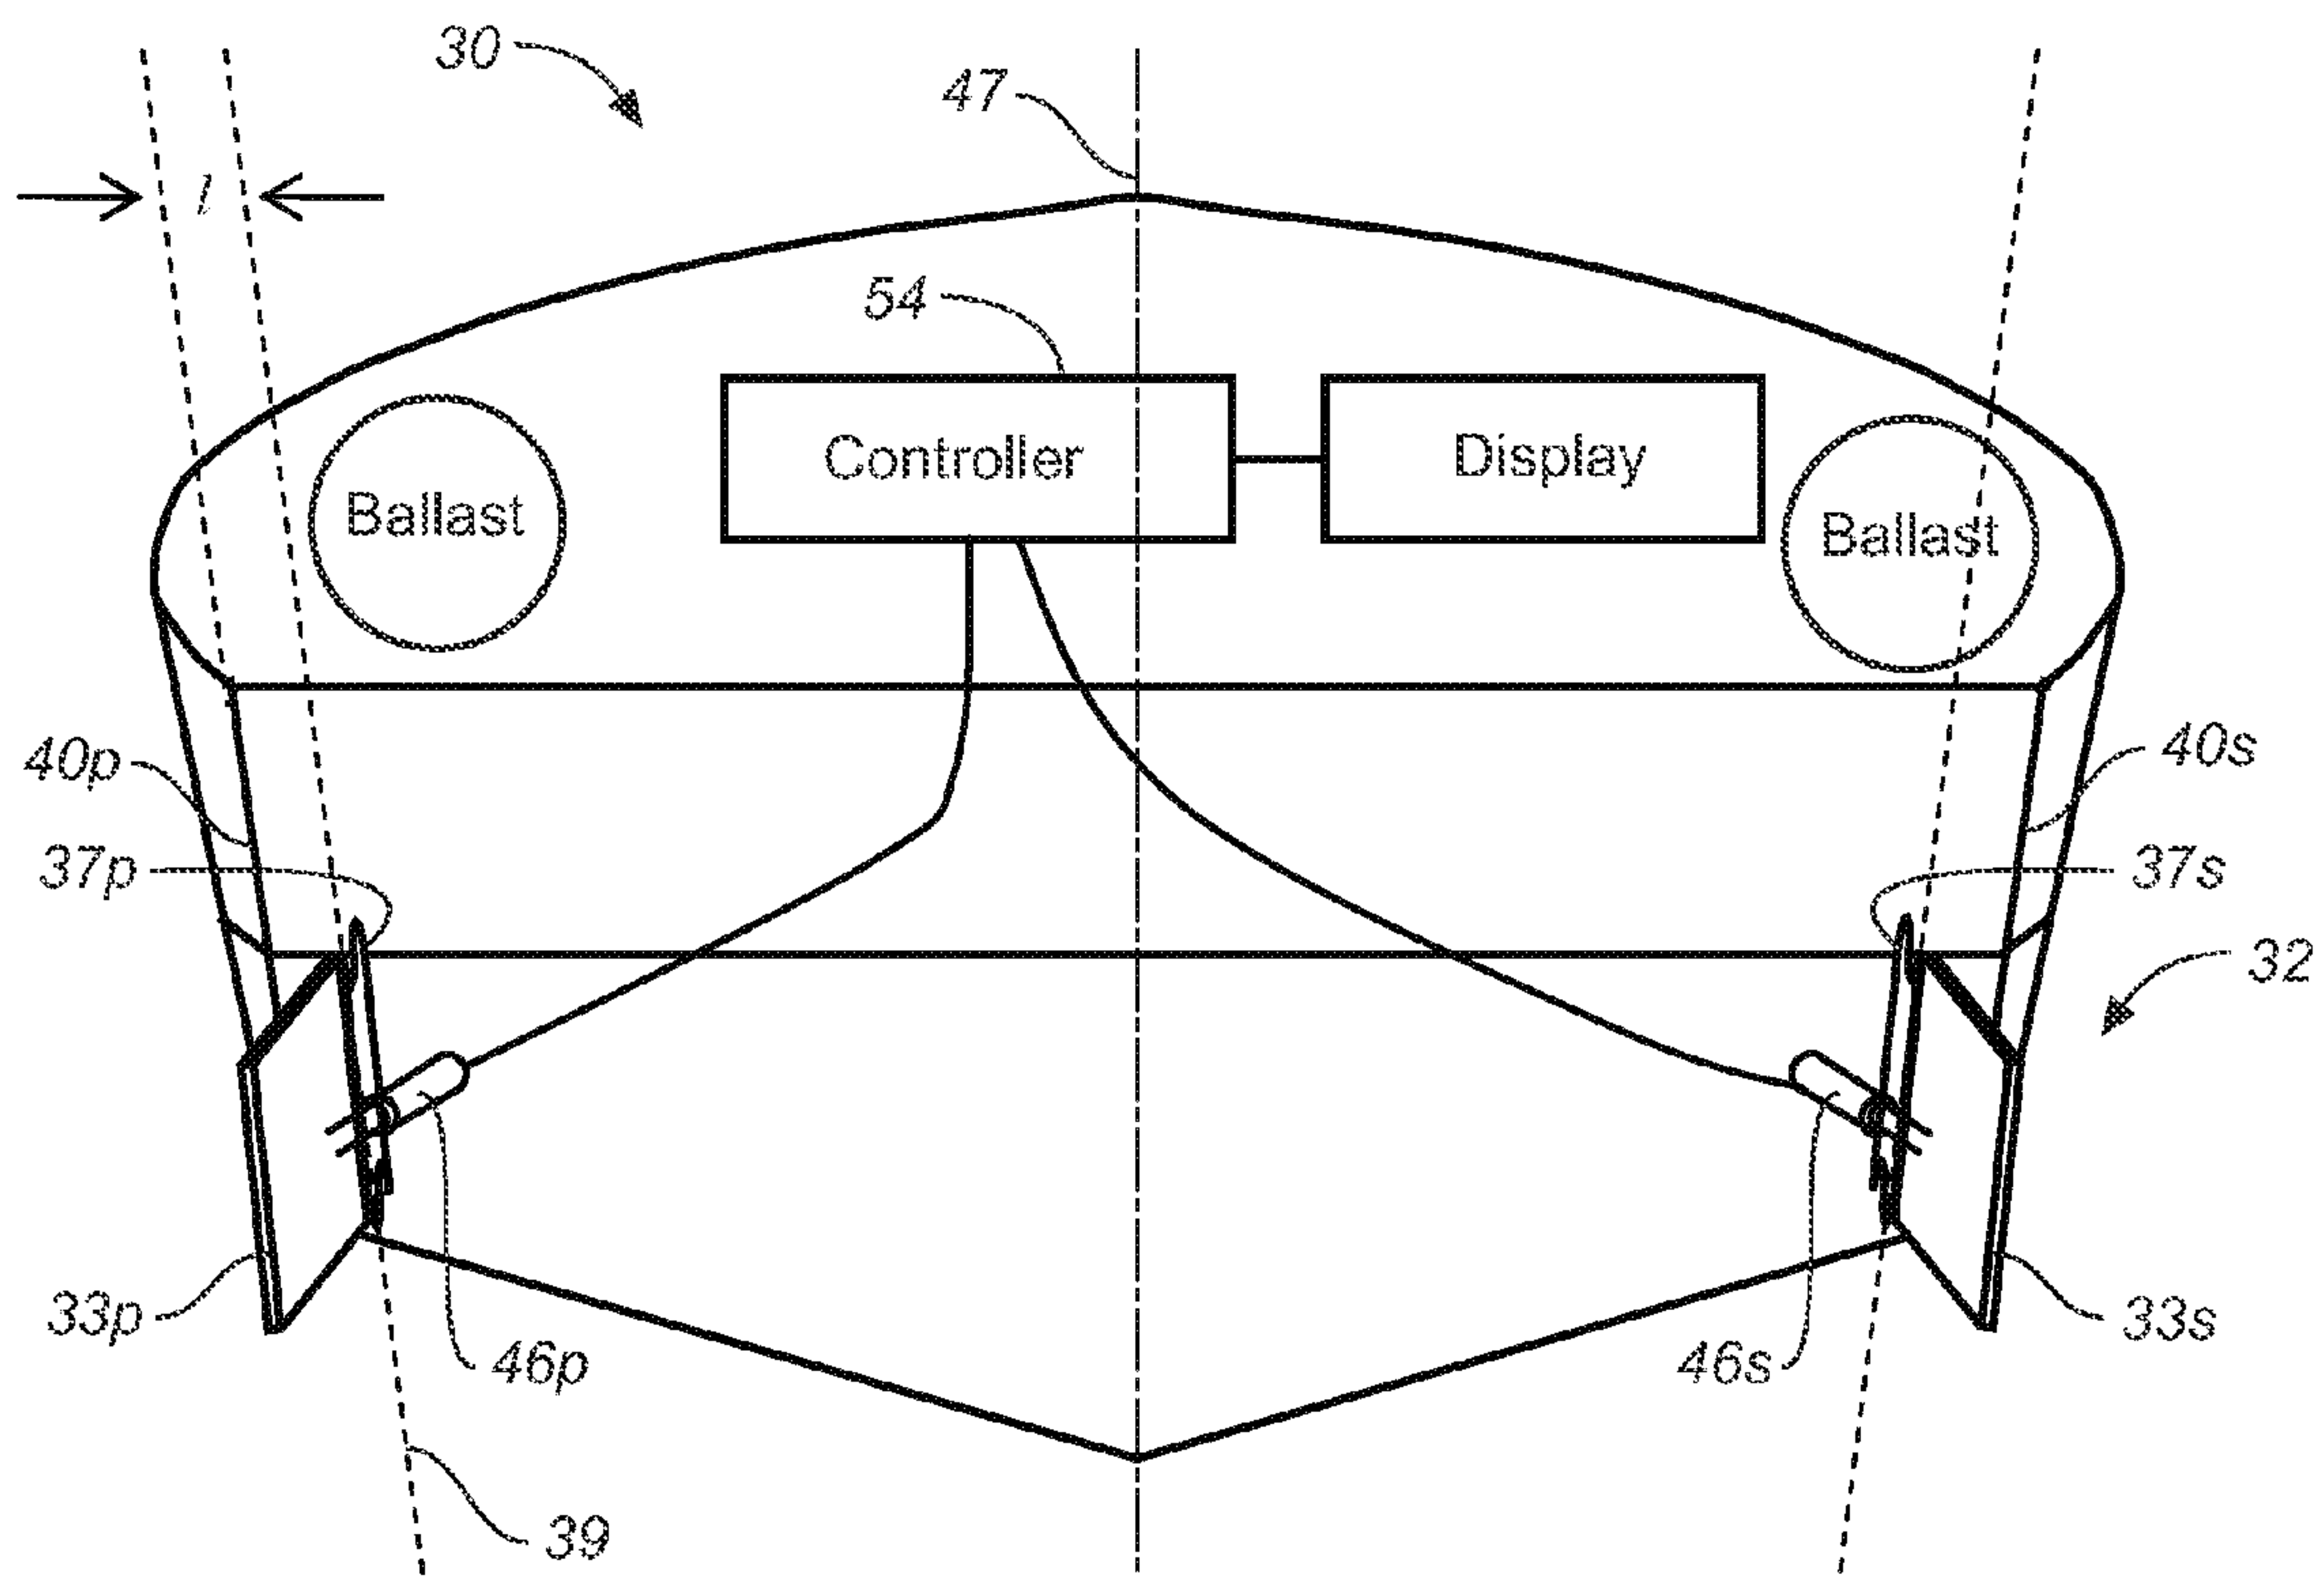 30
47
l
54
Controller
Display
Ballast
Ballast
40p
40s
37p
37s
32
33p
33s
46p
46s
39